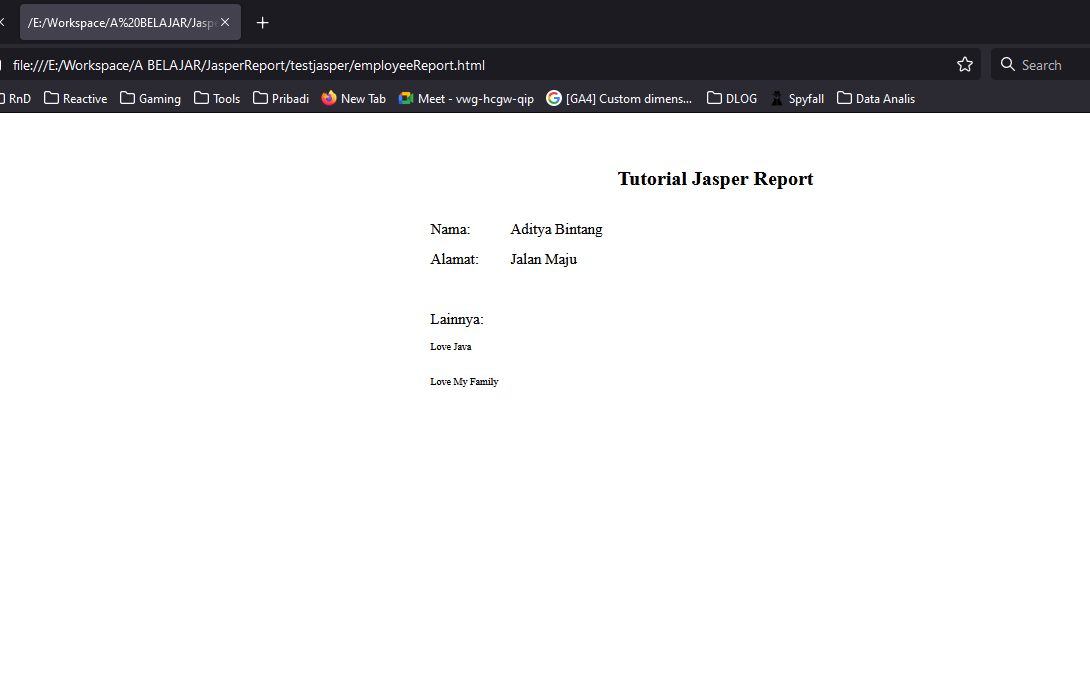 /E:/Workspace/A%20BELAJAR/Jasp
file:///E:/Workspace/A BELAJAR/JasperReport/testjasper/employeeReport.html
Search
RnD Reactive Gaming Tools Pribadi New Tab Meet - vwg-hcgw-qip [GA4] Custom dimens... DLOG Spyfall Data Analis
Tutorial Jasper Report
Nama: Aditya Bintang
Alamat: Jalan Maju
Lainnya:
Love Java
Love My Family